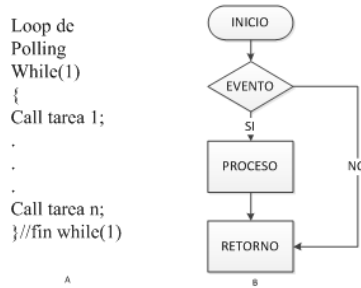 Loop de
Polling
While(1)
{
Call tarea 1;
.
.
.
Call tarea n;
}//fin while(1)
A
INICIO
EVENTO
SI
PROCESO
NO
RETORNO
B